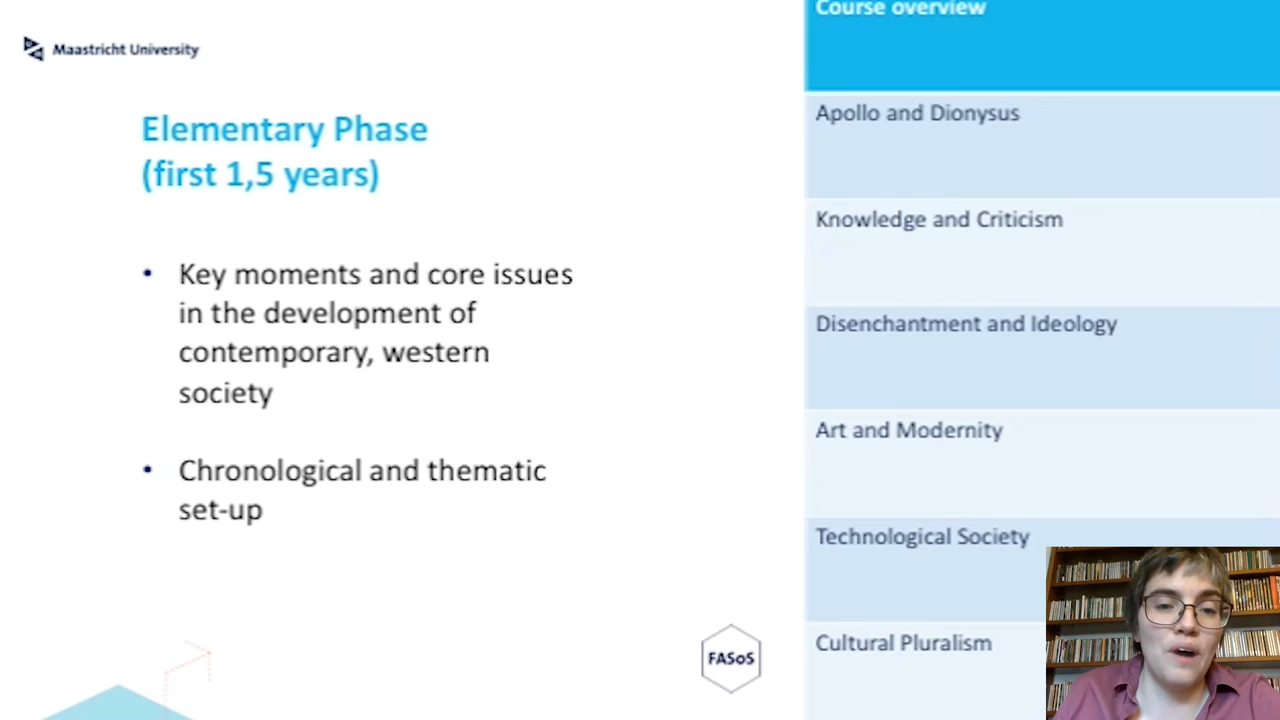 Maastricht University
Elementary Phase
(first 1,5 years)
• Key moments and core issues
in the development of
contemporary, western
society
• Chronological and thematic
set-up
FASoS
Course overview
Apollo and Dionysus
Knowledge and Criticism
Disenchantment and Ideology
Art and Modernity
Technological Society
Cultural Pluralism